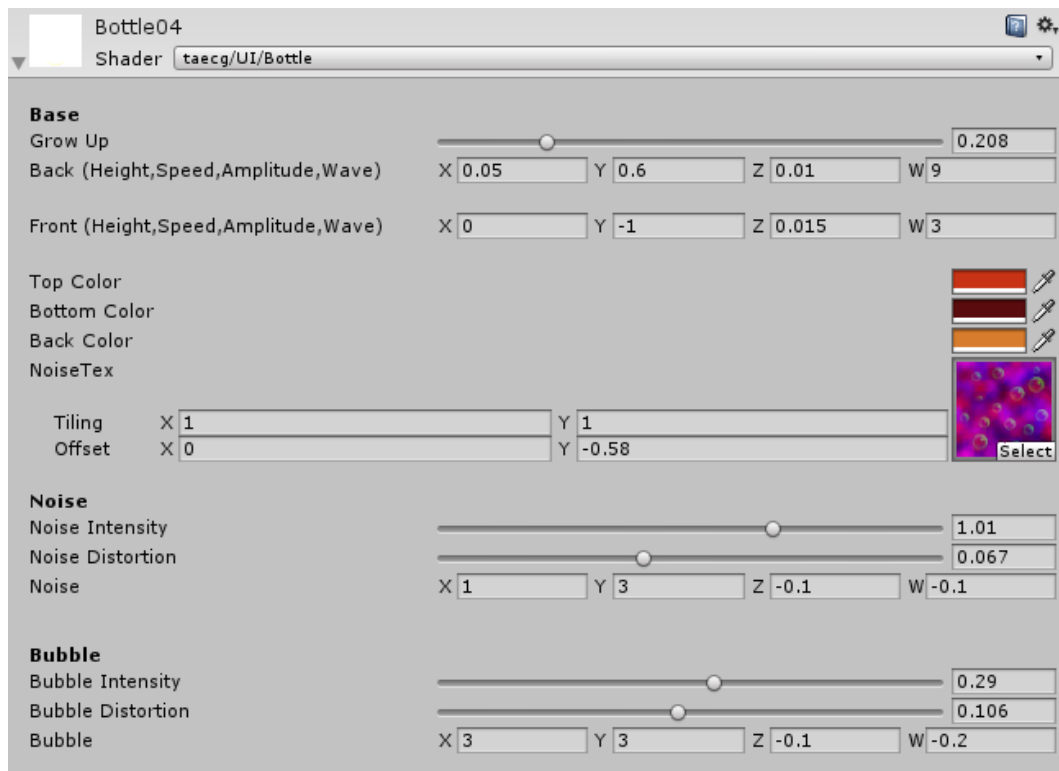 Bottle04
Shader taecg/UI/Bottle
Base
Grow Up 0.208
Back (Height,Speed,Amplitude,Wave) X 0.05 Y 0.6 Z 0.01 W 9
Front (Height,Speed,Amplitude,Wave) X 0 Y -1 Z 0.015 W 3
Top Color
Bottom Color
Back Color
NoiseTex
Tiling X 1 Y 1
Offset X 0 Y -0.58 Select
Noise
Noise Intensity 1.01
Noise Distortion 0.067
Noise X 1 Y 3 Z -0.1 W -0.1
Bubble
Bubble Intensity 0.29
Bubble Distortion 0.106
Bubble X 3 Y 3 Z -0.1 W -0.2